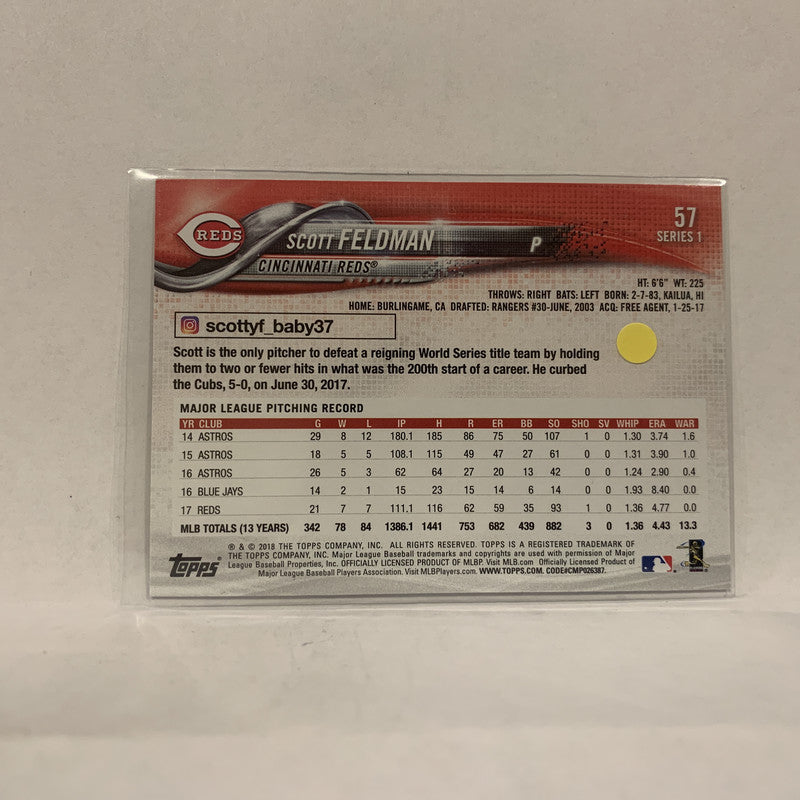 REDS
SCOTT FELDMAN P
CINCINNATI REDS®
57
SERIES 1
HT: 6'6" WT: 225
THROWS: RIGHT BATS: LEFT BORN: 2-7-83, KAILUA, HI
HOME: BURLINGAME, CA DRAFTED: RANGERS #30-JUNE, 2003 ACQ: FREE AGENT, 1-25-17
scottyf_baby37
Scott is the only pitcher to defeat a reigning World Series title team by holding
them to two or fewer hits in what was the 200th start of a career. He curbed
the Cubs, 5-0, on June 30, 2017.
MAJOR LEAGUE PITCHING RECORD
YR CLUB G W L IP H R ER BB SO SHO SV WHIP ERA WAR
14 ASTROS 29 8 12 180.1 185 86 75 50 107 1 0 1.30 3.74 1.6
15 ASTROS 18 5 5 108.1 115 49 47 27 61 0 0 1.31 3.90 1.0
16 ASTROS 26 5 3 62 64 27 20 13 42 0 0 1.24 2.90 0.4
16 BLUE JAYS 14 2 1 15 23 15 14 6 14 0 0 1.93 8.40 0.0
17 REDS 21 7 7 111.1 116 62 59 35 93 1 0 1.36 4.77 0.0
MLB TOTALS (13 YEARS) 342 78 84 1386.1 1441 753 682 439 882 3 0 1.36 4.43 13.3
Topps
® & © 2018 THE TOPPS COMPANY, INC. ALL RIGHTS RESERVED. TOPPS IS A REGISTERED TRADEMARK OF
THE TOPPS COMPANY, INC. Major League Baseball trademarks and copyrights are used with permission of Major
League Baseball Properties, Inc. OFFICIALLY LICENSED PRODUCT OF MLBP. Visit MLB.com Officially Licensed Product of
Major League Baseball Players Association. Visit MLBPlayers.com. WWW.TOPPS.COM. CODE#CMP026387.